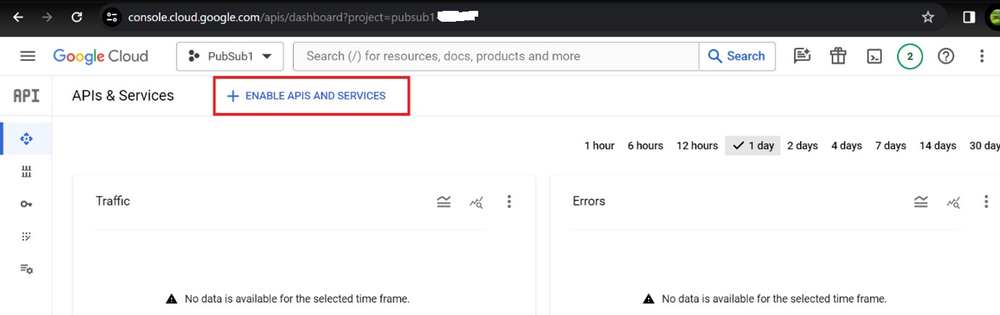 console.cloud.google.com/apis/dashboard?project=pubsub1-
Google Cloud PubSub1 Search (/) for resources, docs, products and more Search 2
API APIs & Services + ENABLE APIS AND SERVICES
1 hour 6 hours 12 hours 1 day 2 days 4 days 7 days 14 days 30 day
Traffic
Errors
No data is available for the selected time frame.
No data is available for the selected time frame.